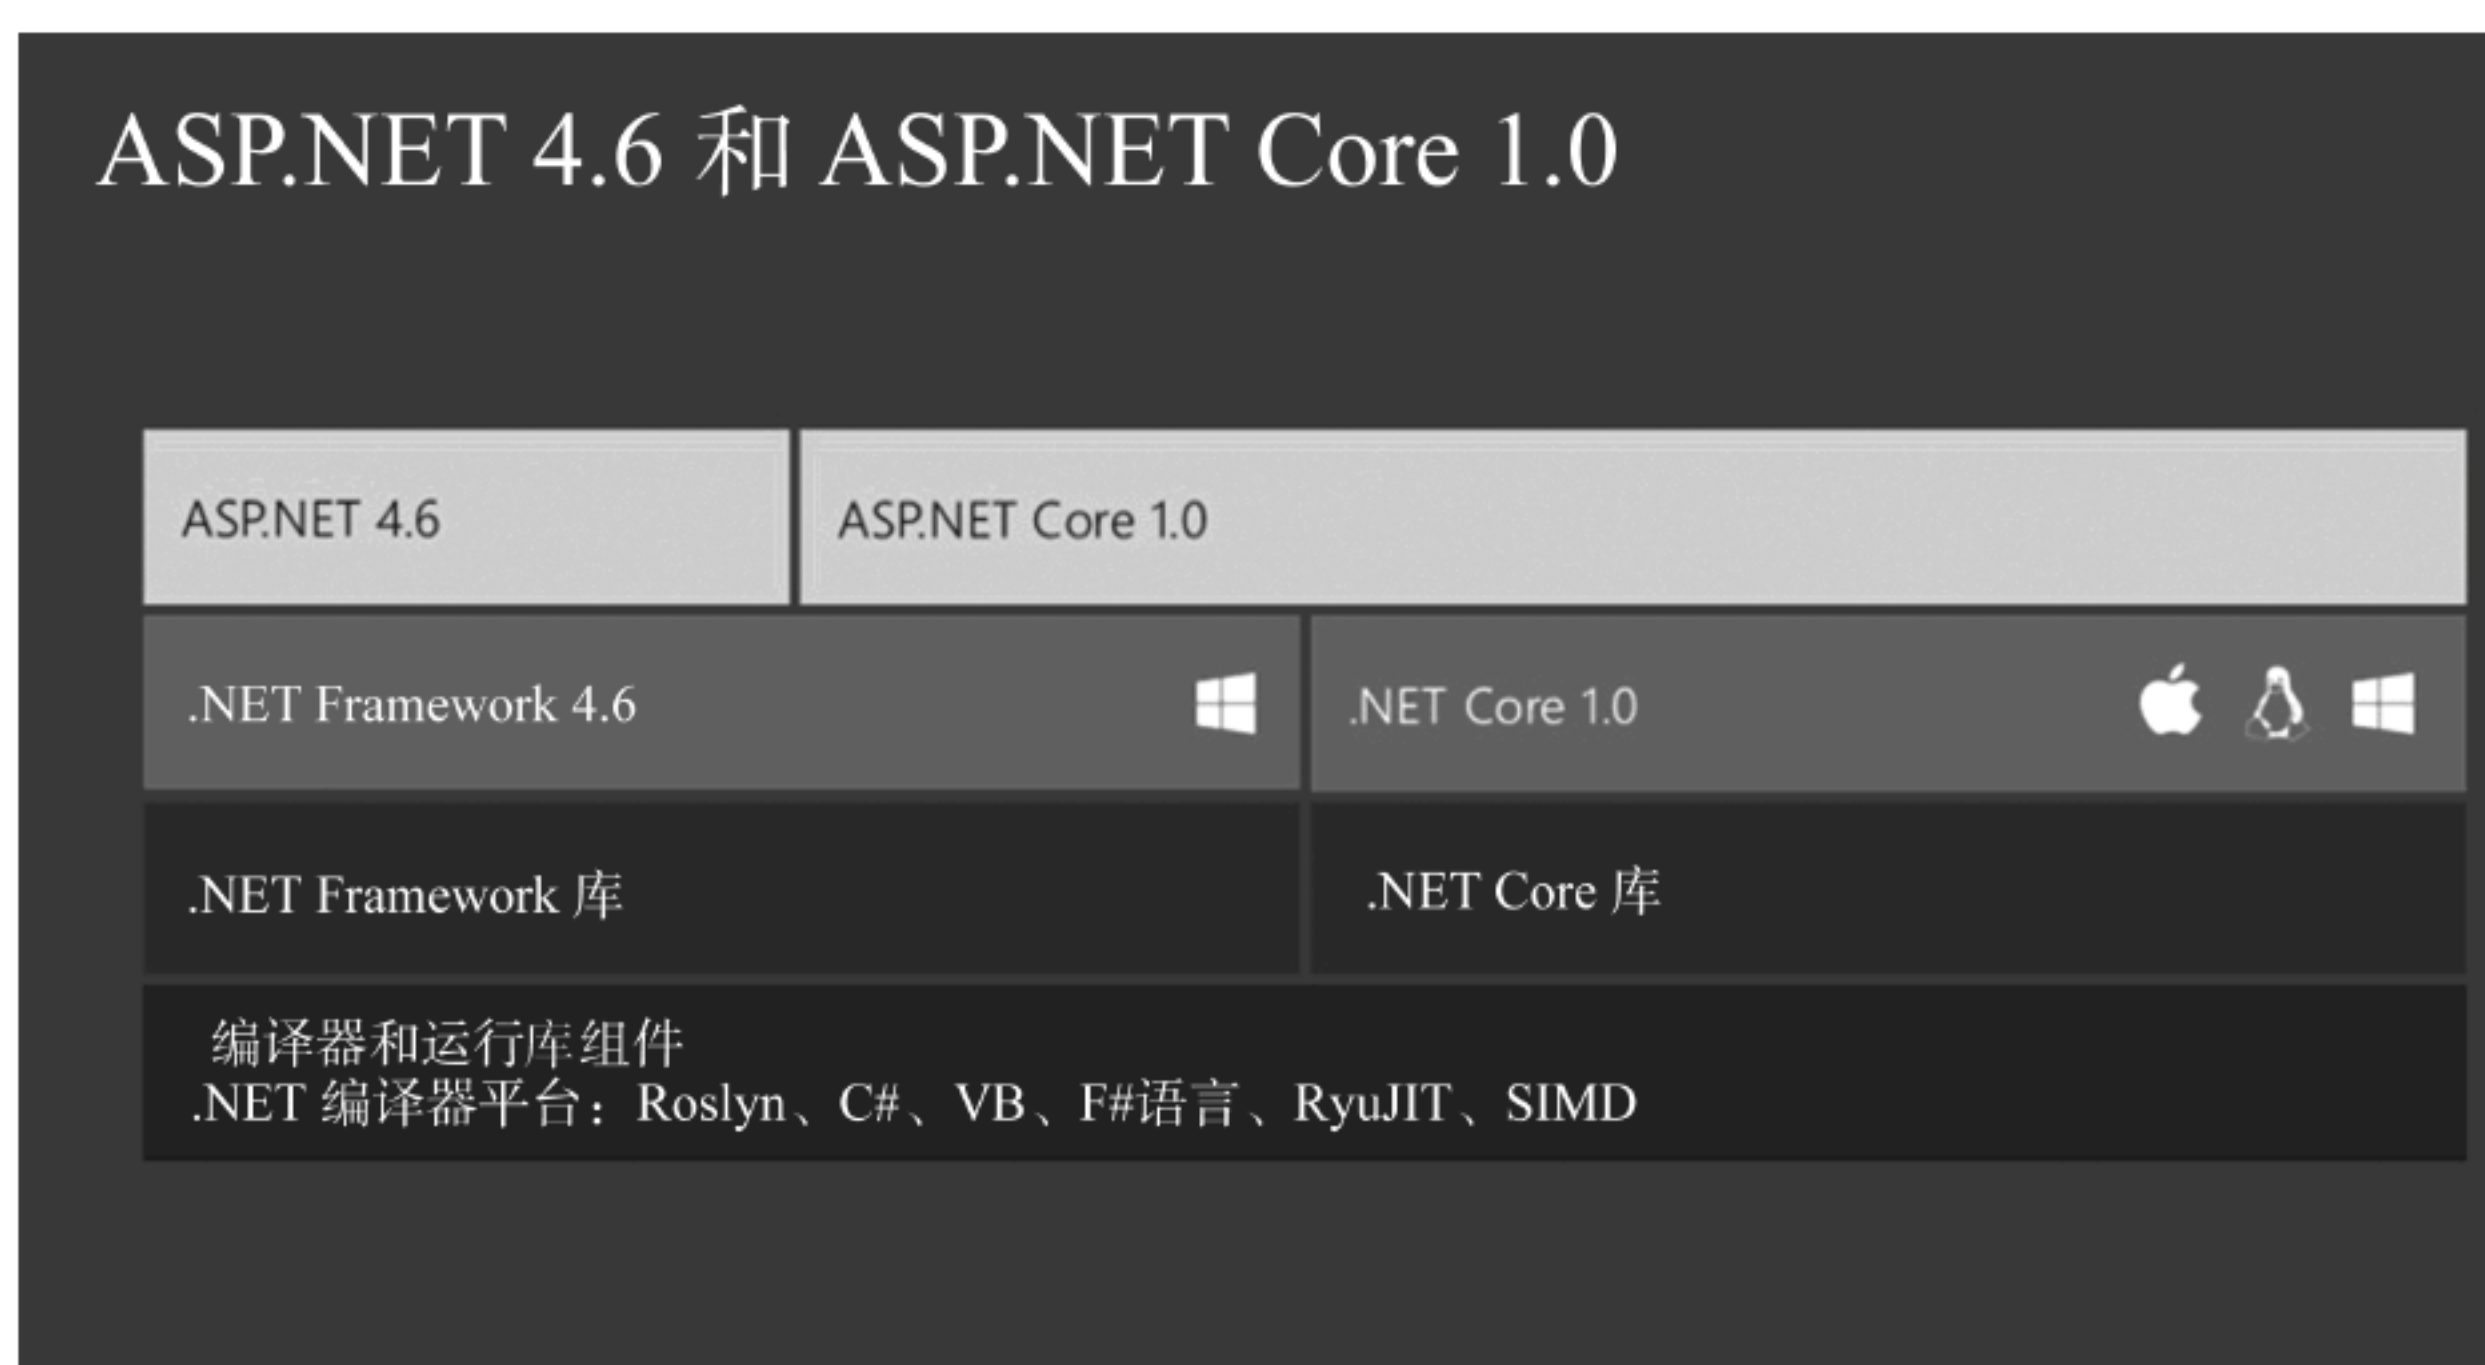 ASP.NET 4.6 和 ASP.NET Core 1.0
ASP.NET 4.6
ASP.NET Core 1.0
.NET Framework 4.6
.NET Core 1.0
.NET Framework 库
.NET Core 库
编译器和运行库组件
.NET 编译器平台：Roslyn、C#、VB、F#语言、RyuJIT、SIMD